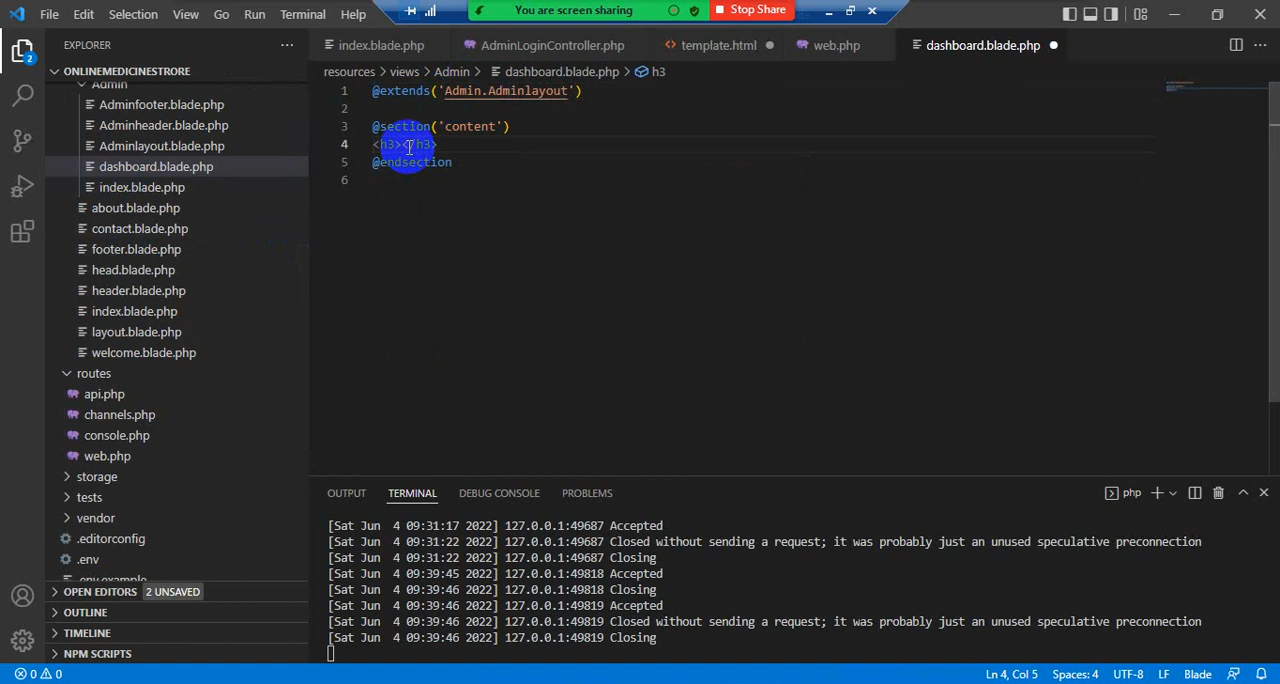 You are screen sharing
Stop Share
File Edit Selection View Go Run Terminal Help
EXPLORER
index.blade.php
AdminLoginController.php
template.html
web.php
dashboard.blade.php
resources > views > Admin > dashboard.blade.php > h3
ONLINEMEDICINESTRORE
Admin
Adminfooter.blade.php
Adminheader.blade.php
Adminlayout.blade.php
dashboard.blade.php
index.blade.php
about.blade.php
contact.blade.php
footer.blade.php
head.blade.php
header.blade.php
index.blade.php
layout.blade.php
welcome.blade.php
routes
api.php
channels.php
console.php
web.php
storage
tests
vendor
.editorconfig
.env
.env.example
OPEN EDITORS 2 UNSAVED
OUTLINE
TIMELINE
NPM SCRIPTS
1 @extends('Admin.Adminlayout')
2
3 @section('content')
4 <h3></h3>
5 @endsection
6
OUTPUT TERMINAL DEBUG CONSOLE PROBLEMS
php
[Sat Jun 4 09:31:17 2022] 127.0.0.1:49687 Accepted
[Sat Jun 4 09:31:22 2022] 127.0.0.1:49687 Closed without sending a request; it was probably just an unused speculative preconnection
[Sat Jun 4 09:31:22 2022] 127.0.0.1:49687 Closing
[Sat Jun 4 09:39:45 2022] 127.0.0.1:49818 Accepted
[Sat Jun 4 09:39:46 2022] 127.0.0.1:49818 Closing
[Sat Jun 4 09:39:46 2022] 127.0.0.1:49819 Accepted
[Sat Jun 4 09:39:46 2022] 127.0.0.1:49819 Closed without sending a request; it was probably just an unused speculative preconnection
[Sat Jun 4 09:39:46 2022] 127.0.0.1:49819 Closing
2
0 0
Ln 4, Col 5 Spaces: 4 UTF-8 LF Blade